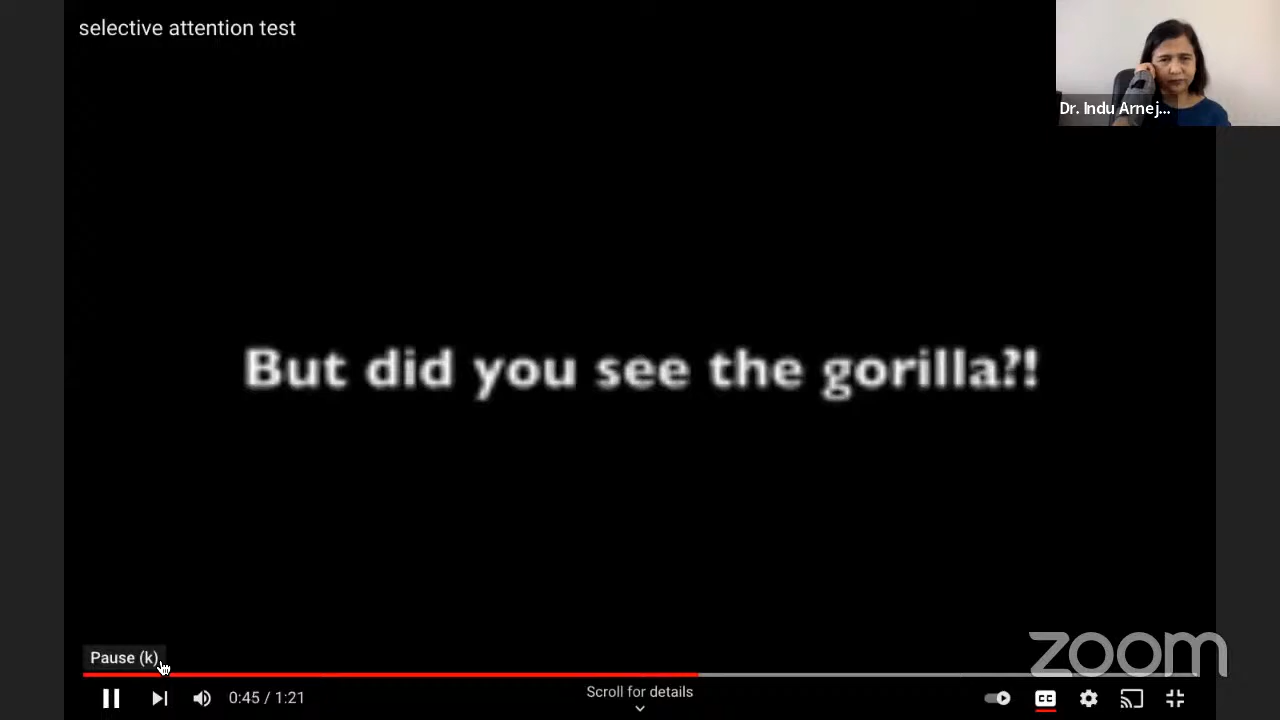 selective attention test
Dr. Indu Arnej...
But did you see the gorilla?!
zoom
Pause (k)
0:45 / 1:21
Scroll for details
CC